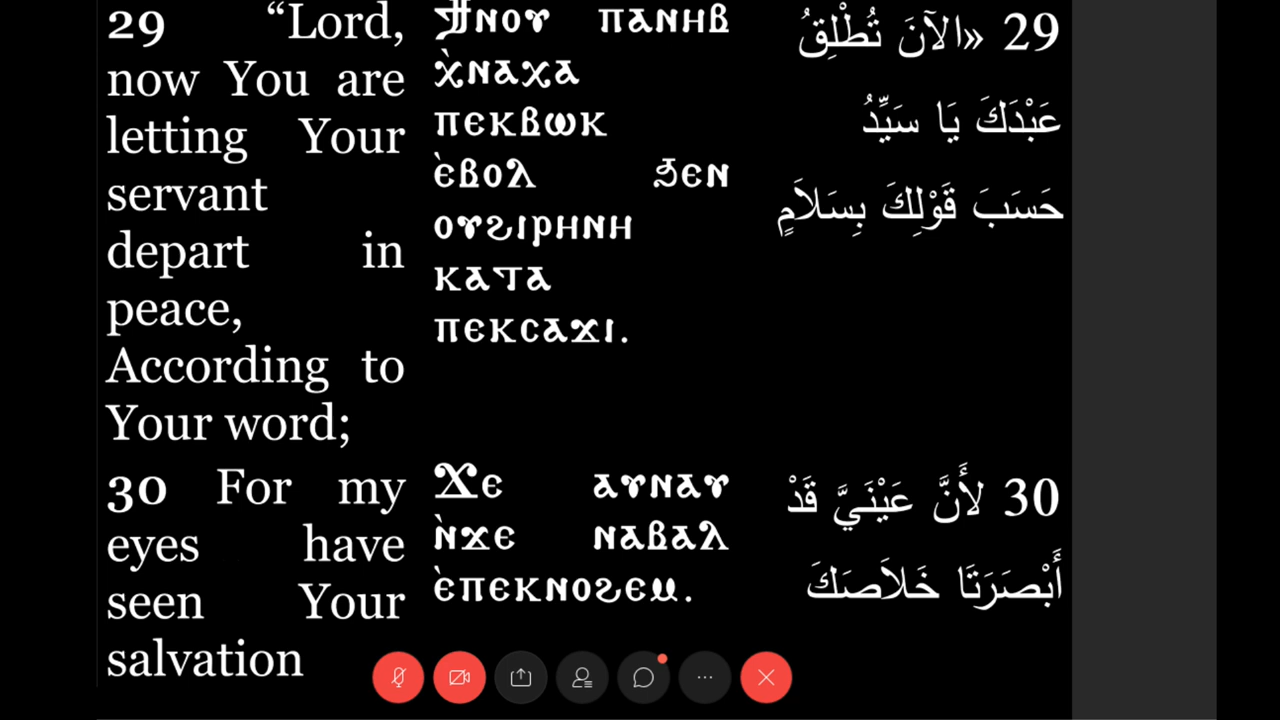 29 “Lord,
now You are
letting Your
servant
depart in
peace,
According to
Your word;
Ϯⲛⲟⲩ ⲡⲁⲛⲏⲃ
ⲭ̀ⲛⲁⲭⲁ
ⲡⲉⲕⲃⲱⲕ
ⲉ̀ⲃⲟⲗ ϧⲉⲛ
ⲟⲩϩⲓⲣⲏⲛⲏ
ⲕⲁⲧⲁ
ⲡⲉⲕⲥⲁϫⲓ.
29 «الآنَ تُطْلِقُ
عَبْدَكَ يَا سَيِّدُ
حَسَبَ قَوْلِكَ بِسَلاَمٍ
30 For my
eyes have
seen Your
salvation
Ϫⲉ ⲁⲩⲛⲁⲩ
ⲛ̀ϫⲉ ⲛⲁⲃⲁⲗ
ⲉ̀ⲡⲉⲕⲛⲟϩⲉⲙ.
30 لأَنَّ عَيْنَيَّ قَدْ
أَبْصَرَتَا خَلاَصَكَ